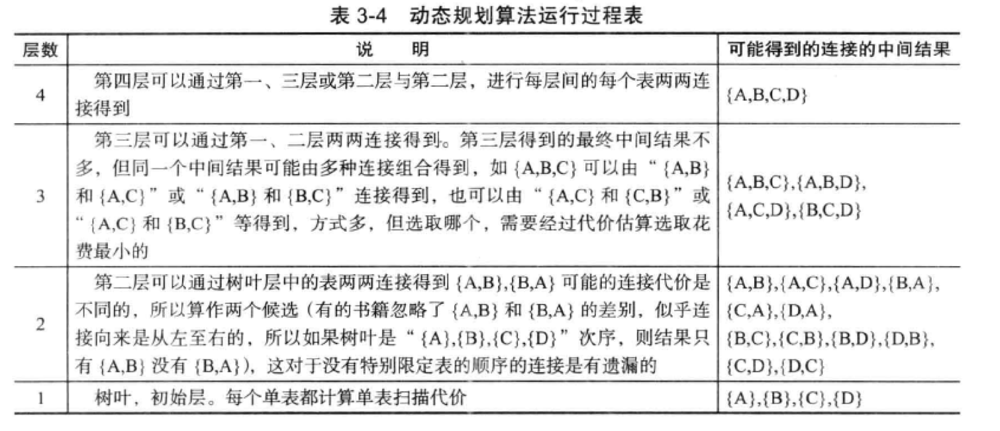 表 3-4 动态规划算法运行过程表
层数 说 明 可能得到的连接的中间结果
4 第四层可以通过第一、三层或第二层与第二层，进行每层间的每个表两两连
接得到
{A,B,C,D}
3 第三层可以通过第一、二层两两连接得到。第三层得到的最终中间结果不
多，但同一个中间结果可能由多种连接组合得到，如 {A,B,C} 可以由“{A,B}
和 {A,C}”或“{A,B} 和 {B,C}”连接得到，也可以由“{A,C} 和 {C,B}”或
“{A,C} 和 {B,C}”等得到，方式多，但选取哪个，需要经过代价估算选取花
费最小的
{A,B,C},{A,B,D},
{A,C,D},{B,C,D}
2 第二层可以通过树叶层中的表两两连接得到 {A,B},{B,A} 可能的连接代价是
不同的，所以算作两个候选（有的书籍忽略了 {A,B} 和 {B,A} 的差别，似乎连
接向来是从左至右的，所以如果树叶是“{A},{B},{C},{D}”次序，则结果只
有 {A,B} 没有 {B,A}），这对于没有特别限定表的顺序的连接是有遗漏的
{A,B},{A,C},{A,D},{B,A},
{C,A},{D,A},
{B,C},{C,B},{B,D},{D,B},
{C,D},{D,C}
1 树叶，初始层。每个单表都计算单表扫描代价 {A},{B},{C},{D}